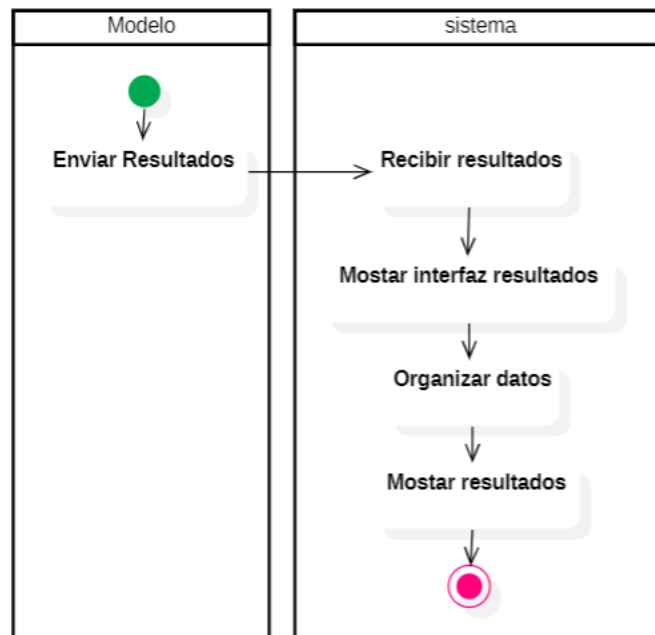 Modelo
sistema
Enviar Resultados
Recibir resultados
Mostar interfaz resultados
Organizar datos
Mostar resultados